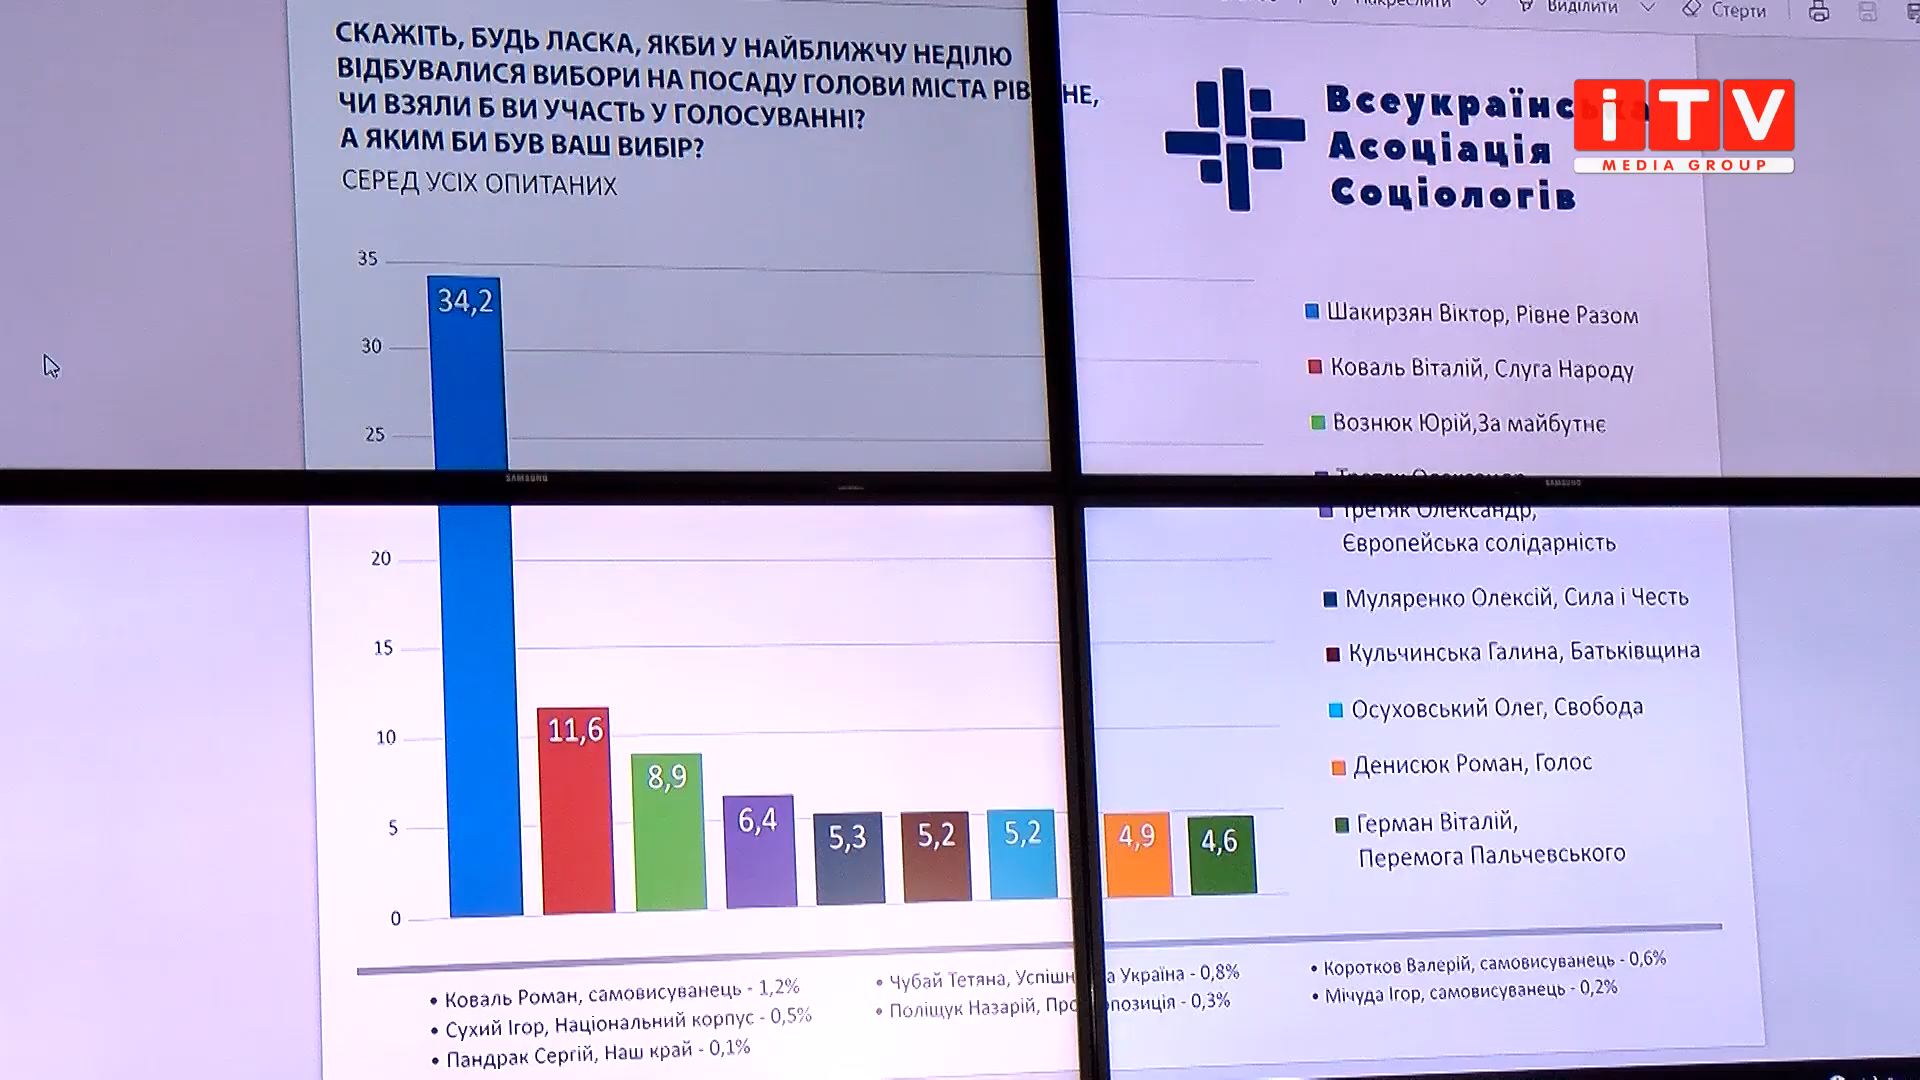 Накреслити
Виділити
Стерти
СКАЖІТЬ, БУДЬ ЛАСКА, ЯКБИ У НАЙБЛИЖЧУ НЕДІЛЮ
ВІДБУВАЛИСЯ ВИБОРИ НА ПОСАДУ ГОЛОВИ МІСТА РІВНЕ,
ЧИ ВЗЯЛИ Б ВИ УЧАСТЬ У ГОЛОСУВАННІ?
А ЯКИМ БИ БУВ ВАШ ВИБІР?
СЕРЕД УСІХ ОПИТАНИХ
Асоціація
Соціологів
iTV
MEDIA GROUP
35
30
25
20
15
10
5
0
34,2
11,6
8,9
6,4
5,3
5,2
5,2
4,9
4,6
Шакирзян Віктор, Рівне Разом
Коваль Віталій, Слуга Народу
Вознюк Юрій,За майбутнє
Третяк Олександр,
Європейська солідарність
Муляренко Олексій, Сила і Честь
Кульчинська Галина, Батьківщина
Осуховський Олег, Свобода
Денисюк Роман, Голос
Герман Віталій,
Перемога Пальчевського
SAMSUNG
SAMSUNG
• Коваль Роман, самовисуванець - 1,2%
• Сухий Ігор, Національний корпус - 0,5%
• Пандрак Сергій, Наш край - 0,1%
• Чубай Тетяна, Успішна Україна - 0,8%
• Поліщук Назарій, Пропозиція - 0,3%
• Коротков Валерій, самовисуванець - 0,6%
• Мічуда Ігор, самовисуванець - 0,2%